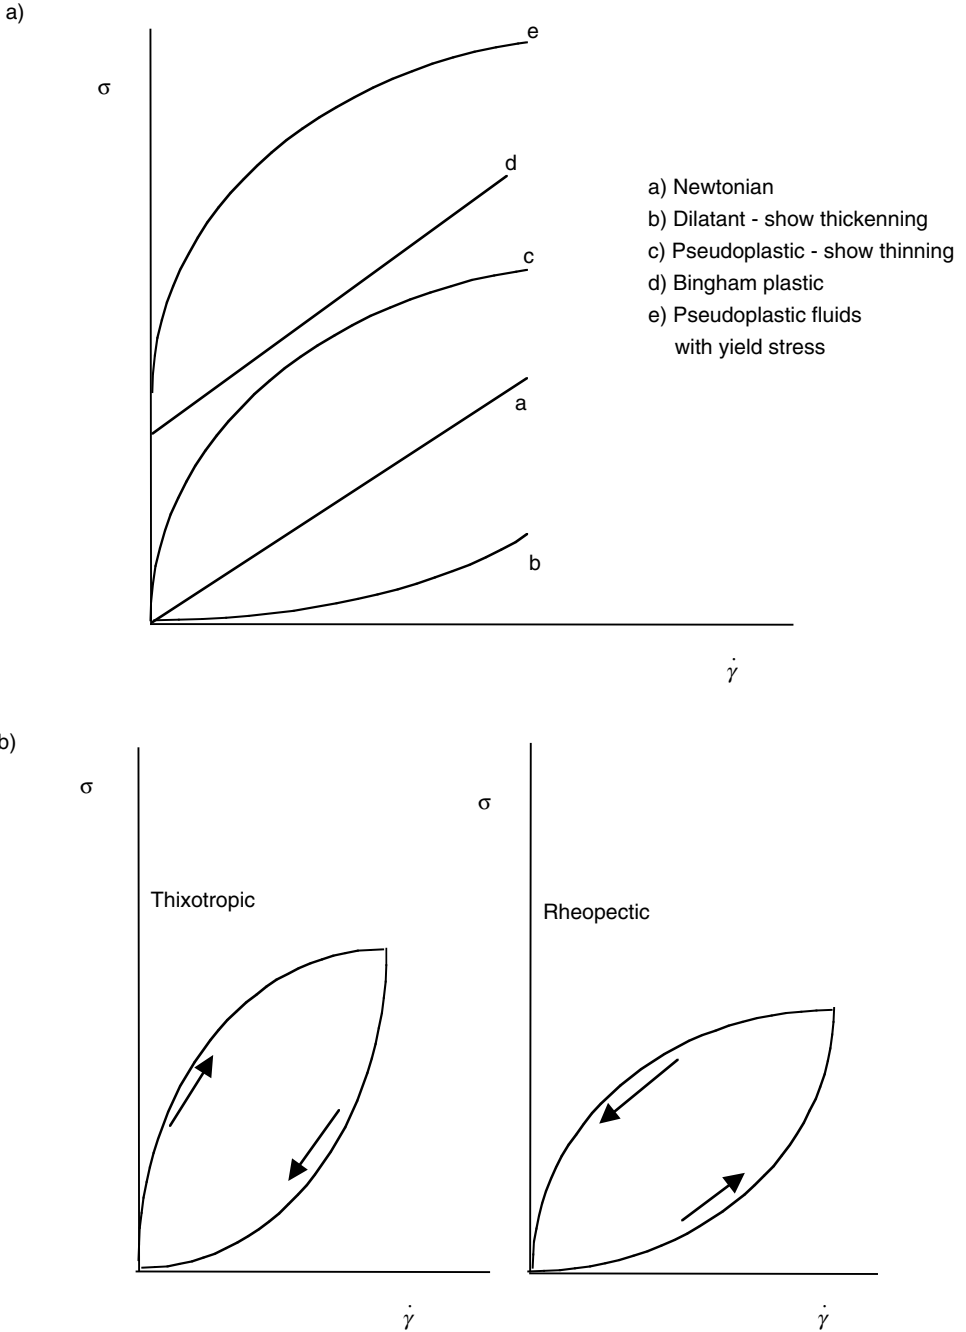 a)
σ
e
d
c
a
b
a) Newtonian
b) Dilatant - show thickenning
c) Pseudoplastic - show thinning
d) Bingham plastic
e) Pseudoplastic fluids
with yield stress
γ̇
b)
σ
Thixotropic
γ̇
σ
Rheopectic
γ̇